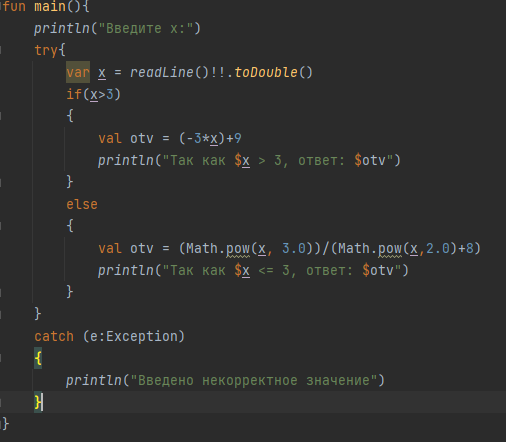 fun main(){
println("Введите x:")
try{
var x = readLine()!!.toDouble()
if(x>3)
{
val otv = (-3*x)+9
println("Так как $x > 3, ответ: $otv")
}
else
{
val otv = (Math.pow(x, 3.0))/(Math.pow(x,2.0)+8)
println("Так как $x <= 3, ответ: $otv")
}
}
catch (e:Exception)
{
println("Введено некорректное значение")
}
}